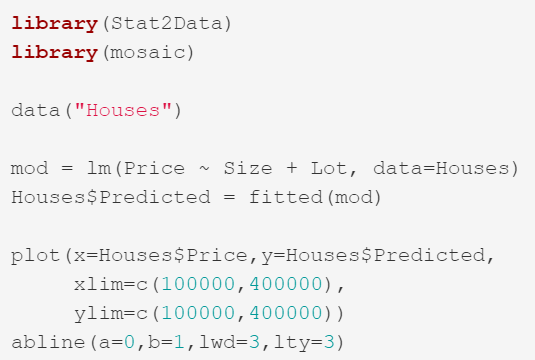 library(Stat2Data)
library(mosaic)
data("Houses")
mod = lm(Price ~ Size + Lot, data=Houses)
Houses$Predicted = fitted(mod)
plot(x=Houses$Price,y=Houses$Predicted,
     xlim=c(100000,400000),
     ylim=c(100000,400000))
abline(a=0,b=1,lwd=3,lty=3)